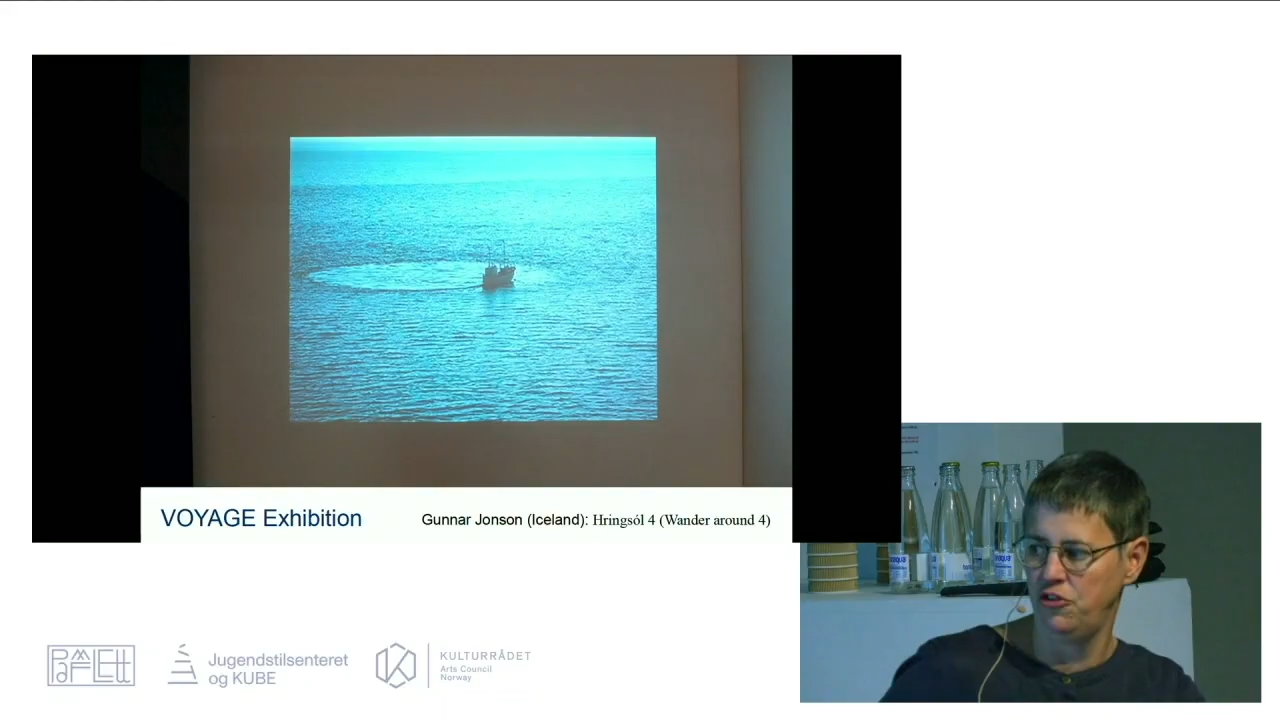 VOYAGE Exhibition
Gunnar Jonson (Iceland): Hringsól 4 (Wander around 4)
Jugendstilsenteret
og KUBE
KULTURRÅDET
Arts Council
Norway